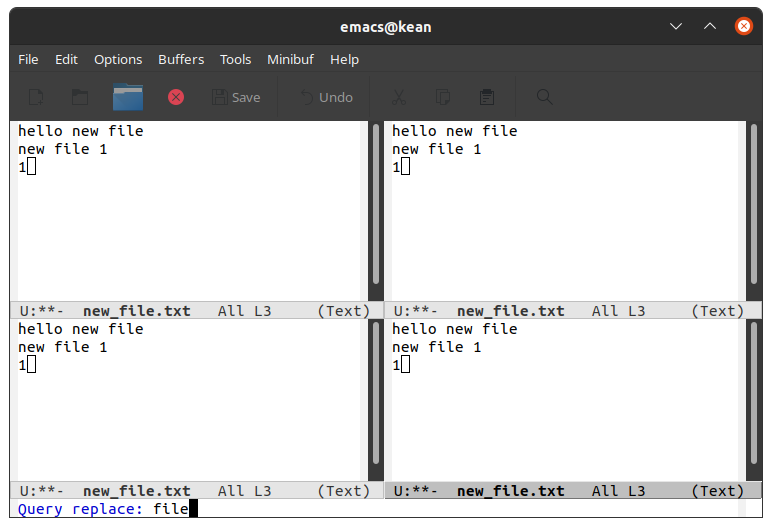 emacs@kean
File Edit Options Buffers Tools Minibuf Help
Save Undo
hello new file
new file 1
1
U:**-  new_file.txt   All L3     (Text)
hello new file
new file 1
1
U:**-  new_file.txt   All L3     (Text)
hello new file
new file 1
1
U:**-  new_file.txt   All L3     (Text)
hello new file
new file 1
1
U:**-  new_file.txt   All L3     (Text)
Query replace: file